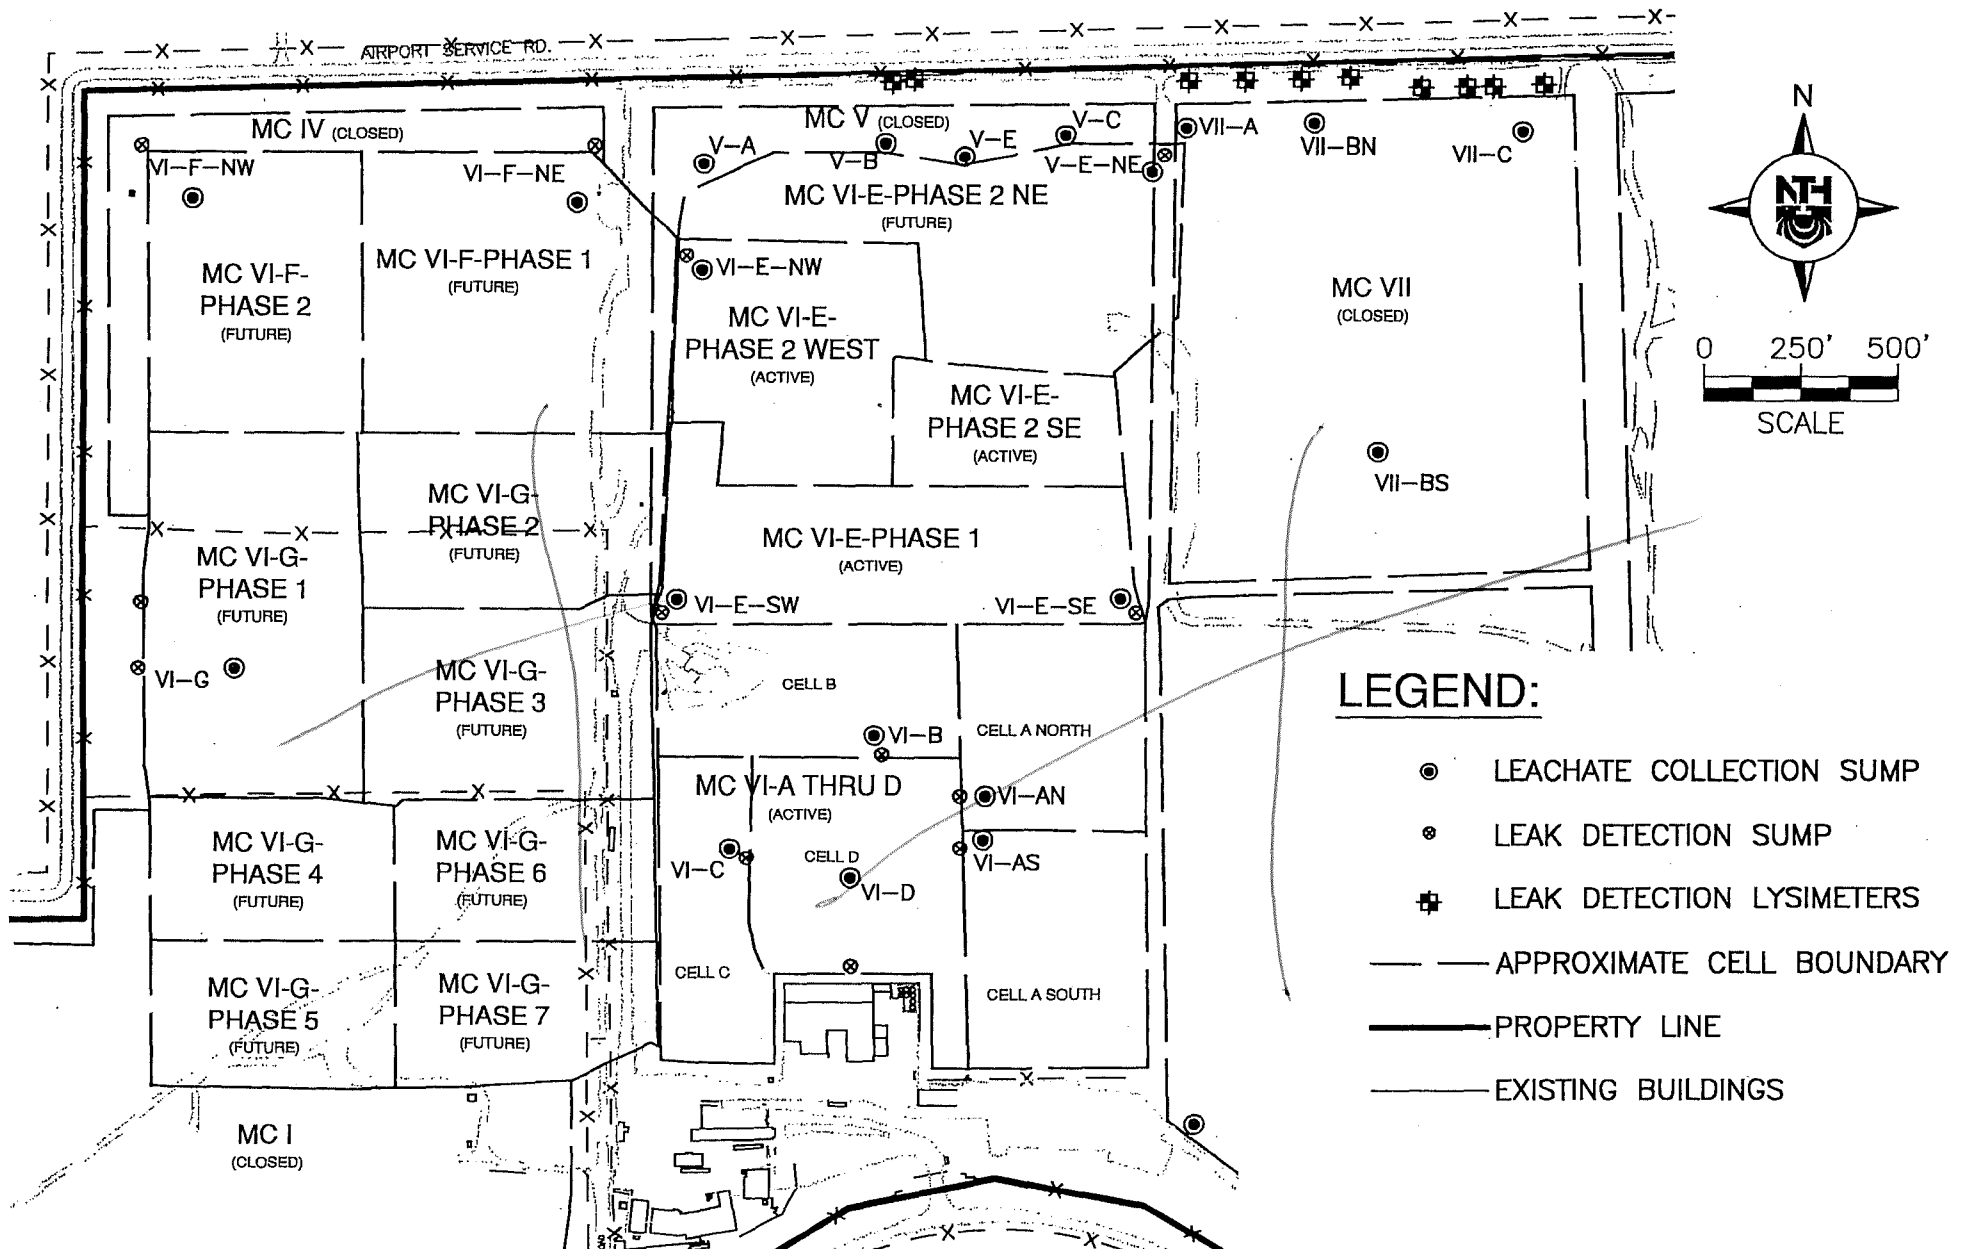 AIRPORT SERVICE RD.
MC IV (CLOSED)
VI-F-NW
VI-F-NE
MC VI-F-
PHASE 2
(FUTURE)
MC VI-F-PHASE 1
(FUTURE)
MC V (CLOSED)
V-A
V-B
V-E
V-C
V-E-NE
MC VI-E-PHASE 2 NE
(FUTURE)
VI-E-NW
MC VI-E-
PHASE 2 WEST
(ACTIVE)
MC VI-E-
PHASE 2 SE
(ACTIVE)
VII-A
VII-BN
VII-C
MC VII
(CLOSED)
VII-BS
N
NTH
0 250' 500'
SCALE
MC VI-G-
PHASE 2
(FUTURE)
MC VI-G-
PHASE 1
(FUTURE)
VI-G
MC VI-G-
PHASE 3
(FUTURE)
MC VI-E-PHASE 1
(ACTIVE)
VI-E-SW
VI-E-SE
CELL B
VI-B
CELL A NORTH
MC VI-A THRU D
(ACTIVE)
VI-AN
VI-C
CELL D
VI-D
VI-AS
CELL C
CELL A SOUTH
MC VI-G-
PHASE 4
(FUTURE)
MC VI-G-
PHASE 6
(FUTURE)
MC VI-G-
PHASE 5
(FUTURE)
MC VI-G-
PHASE 7
(FUTURE)
MC I
(CLOSED)
LEGEND:
LEACHATE COLLECTION SUMP
LEAK DETECTION SUMP
LEAK DETECTION LYSIMETERS
APPROXIMATE CELL BOUNDARY
PROPERTY LINE
EXISTING BUILDINGS